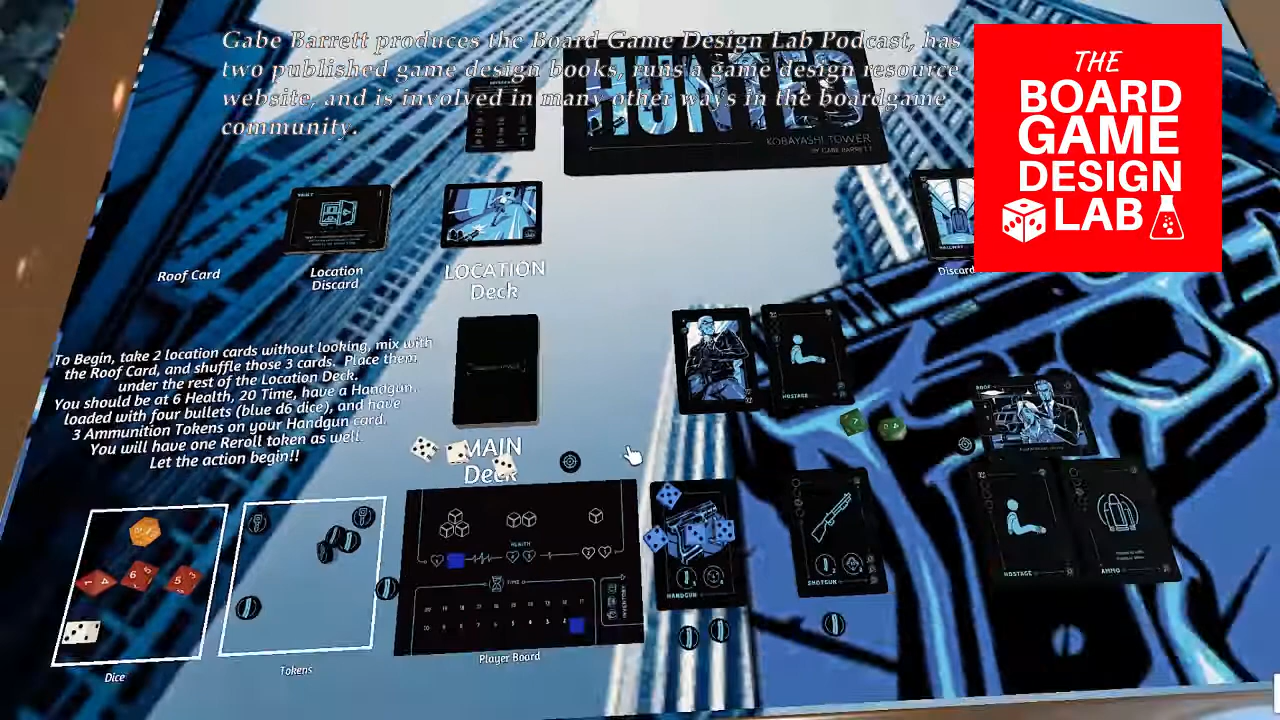 Gabe Barrett produces the Board Game Design Lab Podcast, has
two published game design books, runs a game design resource
website, and is involved in many other ways in the boardgame
community.
THE
BOARD
GAME
DESIGN
LAB
HUNTED
KOBAYASHI TOWER
BY GABE BARRETT
Roof Card
Location
Discard
LOCATION
Deck
Discard
To Begin, take 2 location cards without looking, mix with
the Roof Card, and shuffle those 3 cards. Place them
under the rest of the Location Deck.
You should be at 6 Health, 20 Time, have a Handgun,
loaded with four bullets (blue d6 dice), and have
3 Ammunition Tokens on your Handgun card.
You will have one Reroll token as well.
Let the action begin!!
MAIN
Deck
HOSTAGE
ROOF
HEALTH
TIME
INVENTORY
HANDGUN
SHOTGUN
HOSTAGE
AMMO
Dice
Tokens
Player Board